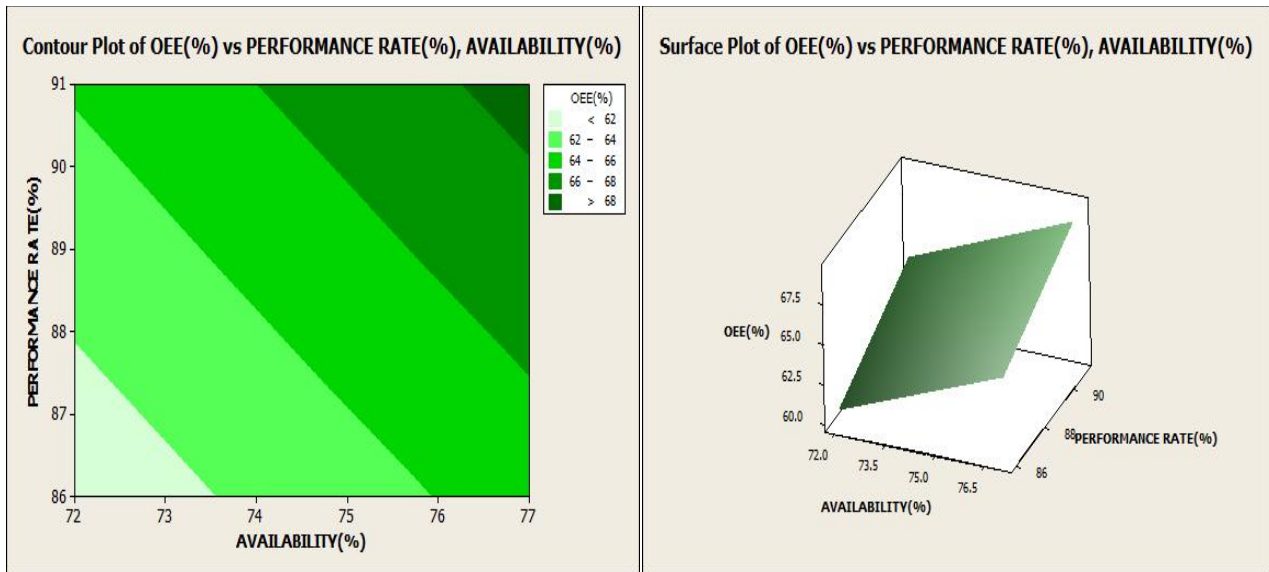 Contour Plot of OEE(%) vs PERFORMANCE RATE(%), AVAILABILITY(%)
91
90
89
88
87
86
PERFORMANCE RATE(%)
72 73 74 75 76 77
AVAILABILITY(%)
OEE(%)
< 62
62 - 64
64 - 66
66 - 68
> 68
Surface Plot of OEE(%) vs PERFORMANCE RATE(%), AVAILABILITY(%)
67.5
65.0
62.5
60.0
OEE(%)
72.0 73.5 75.0 76.5
AVAILABILITY(%)
90
88
86
PERFORMANCE RATE(%)